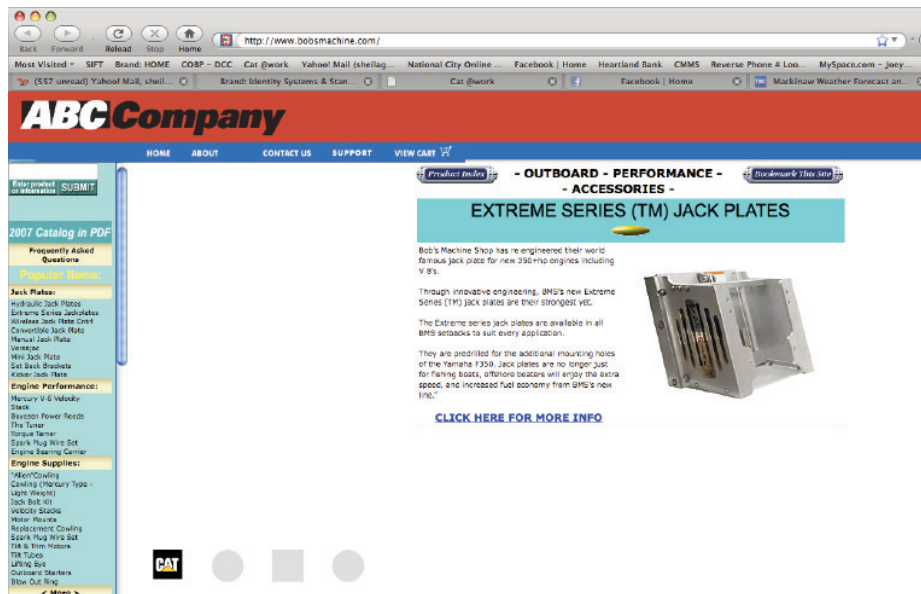 Back Forward Reload Stop Home http://www.bobsmachine.com/
Most Visited SIFT Brand: HOME COBP - DCC Cat @work Yahoo! Mail (sheilag... National City Online ... Facebook | Home Heartland Bank CMMS Reverse Phone # Loo... MySpace.com - Joey...
(557 unread) Yahoo! Mail, sheil... Brand: Identity Systems & Stan... Cat @work Facebook | Home Mackinaw Weather Forecast an...
ABC Company
HOME ABOUT CONTACT US SUPPORT VIEW CART
Enter product
or information SUBMIT
2007 Catalog in PDF
Frequently Asked
Questions
Popular Items:
Jack Plates:
Hydraulic Jack Plates
Extreme Series Jackplates
Wireless Jack Plate Cntrl
Convertible Jack Plate
Manual Jack Plate
Versajac
Mini Jack Plate
Set Back Brackets
Kicker Jack Plate
Engine Performance:
Mercury V-6 Velocity
Stack
Boyesen Power Reeds
The Tuner
Torque Tamer
Spark Plug Wire Set
Engine Bearing Carrier
Engine Supplies:
"Allen"Cowling
Cowling (Mercury Type -
Light Weight)
Jack Bolt Kit
Velocity Stacks
Motor Mounts
Replacement Cowling
Spark Plug Wire Set
Tilt & Trim Motors
Tilt Tubes
Lifting Eye
Outboard Starters
Blow Out Ring
< More >
Product Index
- OUTBOARD - PERFORMANCE -
- ACCESSORIES -
Bookmark This Site
EXTREME SERIES (TM) JACK PLATES
Bob's Machine Shop has re engineered their world
famous jack plate for new 350+hp engines including
V 8's.
Through innovative engineering, BMS's new Extreme
Series (TM) jack plates are their strongest yet.
The Extreme series jack plates are available in all
BMS setbacks to suit every application.
They are predrilled for the additional mounting holes
of the Yamaha F350. Jack plates are no longer just
for fishing boats, offshore boaters will enjoy the extra
speed, and increased fuel economy from BMS's new
line."
CLICK HERE FOR MORE INFO
CAT